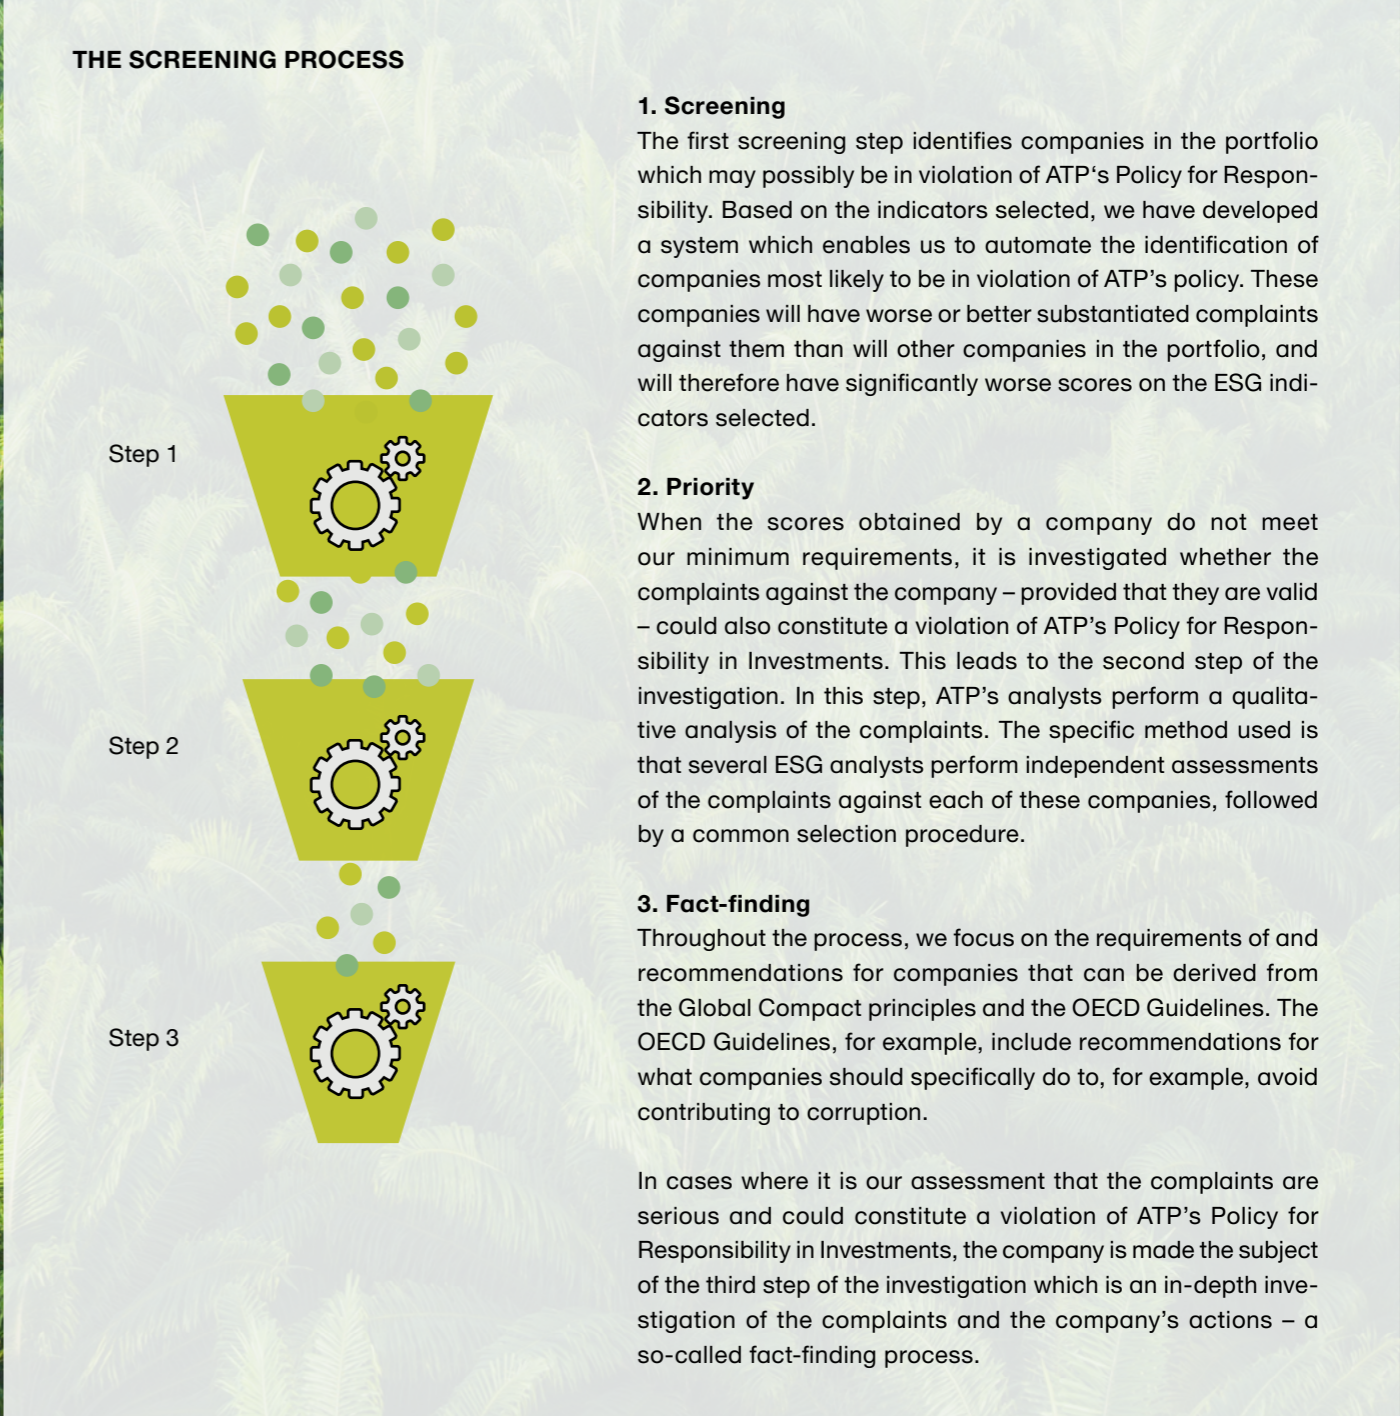 THE SCREENING PROCESS
Step 1
Step 2
Step 3
1. Screening
The first screening step identifies companies in the portfolio
which may possibly be in violation of ATP‘s Policy for Respon-
sibility. Based on the indicators selected, we have developed
a system which enables us to automate the identification of
companies most likely to be in violation of ATP’s policy. These
companies will have worse or better substantiated complaints
against them than will other companies in the portfolio, and
will therefore have significantly worse scores on the ESG indi-
cators selected.
2. Priority
When the scores obtained by a company do not meet
our minimum requirements, it is investigated whether the
complaints against the company – provided that they are valid
– could also constitute a violation of ATP’s Policy for Respon-
sibility in Investments. This leads to the second step of the
investigation. In this step, ATP’s analysts perform a qualita-
tive analysis of the complaints. The specific method used is
that several ESG analysts perform independent assessments
of the complaints against each of these companies, followed
by a common selection procedure.
3. Fact-finding
Throughout the process, we focus on the requirements of and
recommendations for companies that can be derived from
the Global Compact principles and the OECD Guidelines. The
OECD Guidelines, for example, include recommendations for
what companies should specifically do to, for example, avoid
contributing to corruption.
In cases where it is our assessment that the complaints are
serious and could constitute a violation of ATP’s Policy for
Responsibility in Investments, the company is made the subject
of the third step of the investigation which is an in-depth inve-
stigation of the complaints and the company’s actions – a
so-called fact-finding process.